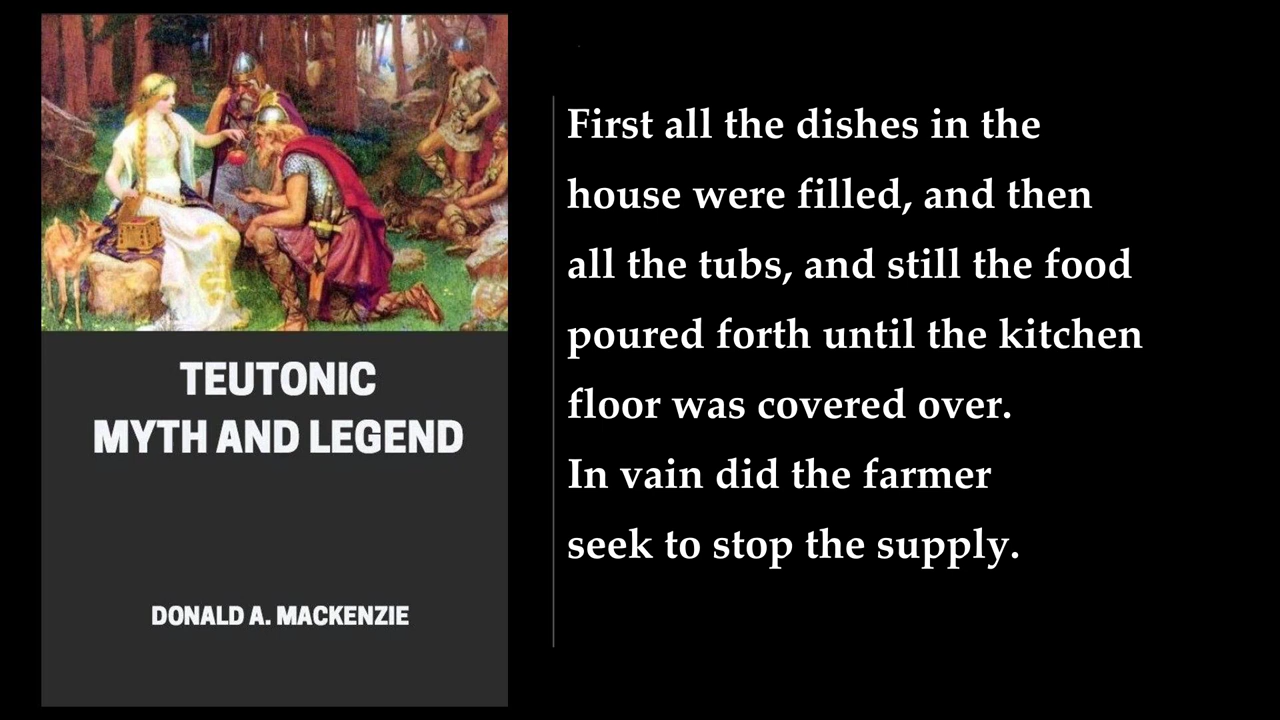 TEUTONIC
MYTH AND LEGEND
DONALD A. MACKENZIE
First all the dishes in the
house were filled, and then
all the tubs, and still the food
poured forth until the kitchen
floor was covered over.
In vain did the farmer
seek to stop the supply.